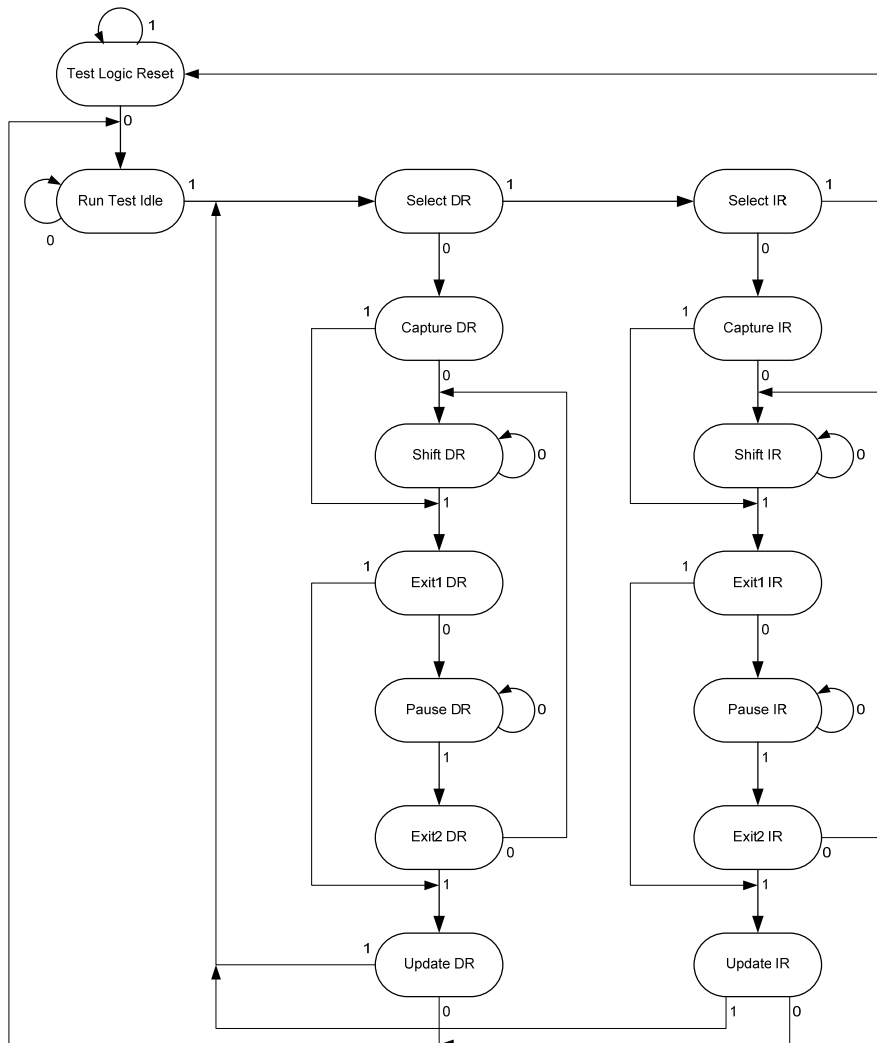 1
Test Logic Reset
0
Run Test Idle
1
0
Select DR
1
0
Select IR
1
0
Capture DR
1
0
Capture IR
1
0
Shift DR
0
1
Shift IR
0
1
Exit1 DR
1
0
Exit1 IR
1
0
Pause DR
0
1
Pause IR
0
1
Exit2 DR
0
1
Exit2 IR
0
1
Update DR
1
0
Update IR
1
0